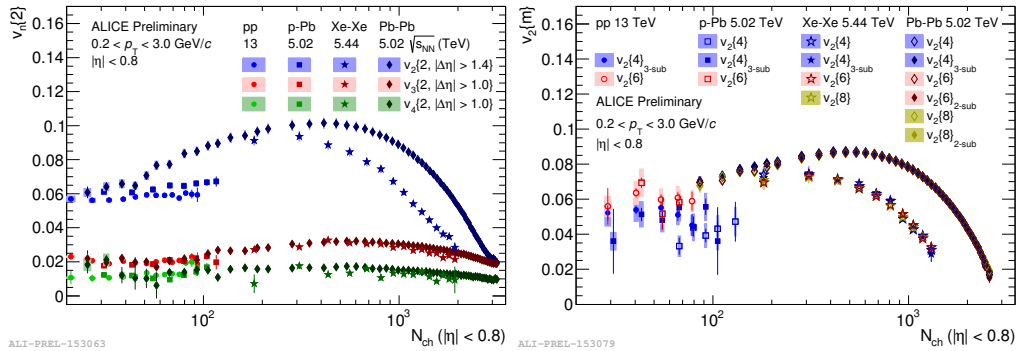 v_n{2}
0.16
0.14
0.12
0.1
0.08
0.06
0.04
0.02
0
ALICE Preliminary
0.2 < p_T < 3.0 GeV/c
|η| < 0.8
pp p-Pb Xe-Xe Pb-Pb
13 5.02 5.44 5.02 √s_NN (TeV)
v_2{2, |Δη| > 1.4}
v_3{2, |Δη| > 1.0}
v_4{2, |Δη| > 1.0}
10^2 10^3
N_ch (|η| < 0.8)
ALI-PREL-153063
v_2{m}
0.16
0.14
0.12
0.1
0.08
0.06
0.04
0.02
0
pp 13 TeV p-Pb 5.02 TeV Xe-Xe 5.44 TeV Pb-Pb 5.02 TeV
v_2{4} v_2{4} v_2{4}
v_2{4}_3-sub v_2{4}_3-sub v_2{4}_3-sub v_2{4}_3-sub
v_2{6} v_2{6} v_2{6} v_2{6}
v_2{8} v_2{6}_2-sub
v_2{8}
v_2{8}_2-sub
ALICE Preliminary
0.2 < p_T < 3.0 GeV/c
|η| < 0.8
10^2 10^3
N_ch (|η| < 0.8)
ALI-PREL-153079